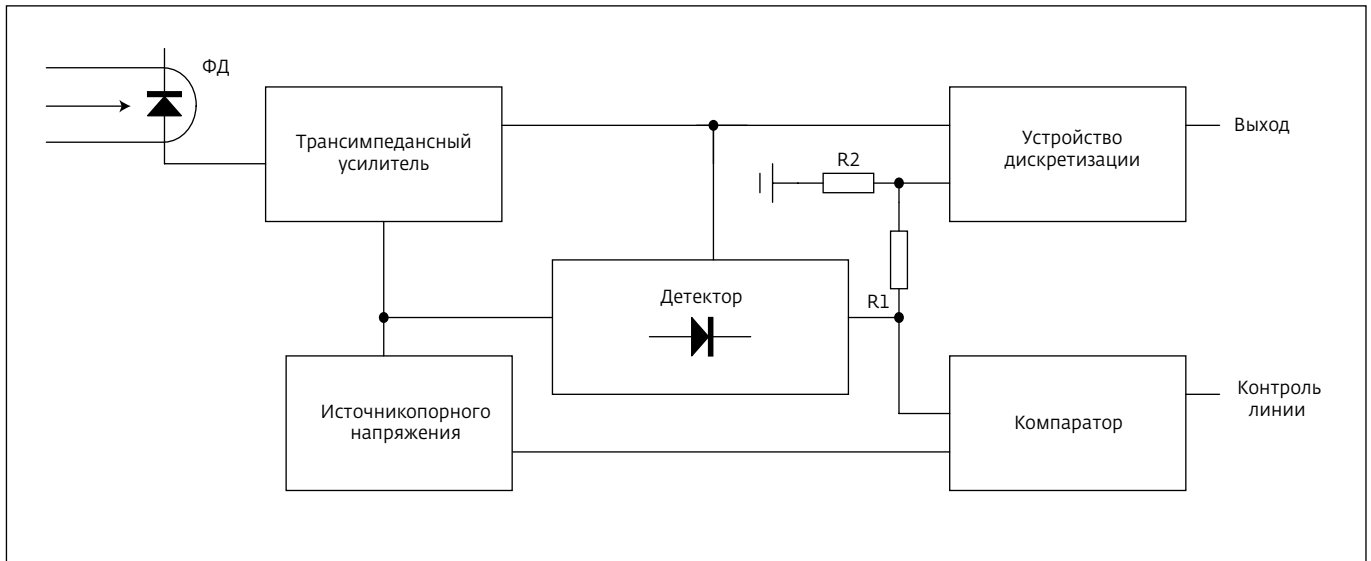 ФД
Трансимпедансный
усилитель
Устройство
дискретизации
Выход
R2
Детектор
R1
Источникопорного
напряжения
Компаратор
Контроль
линии